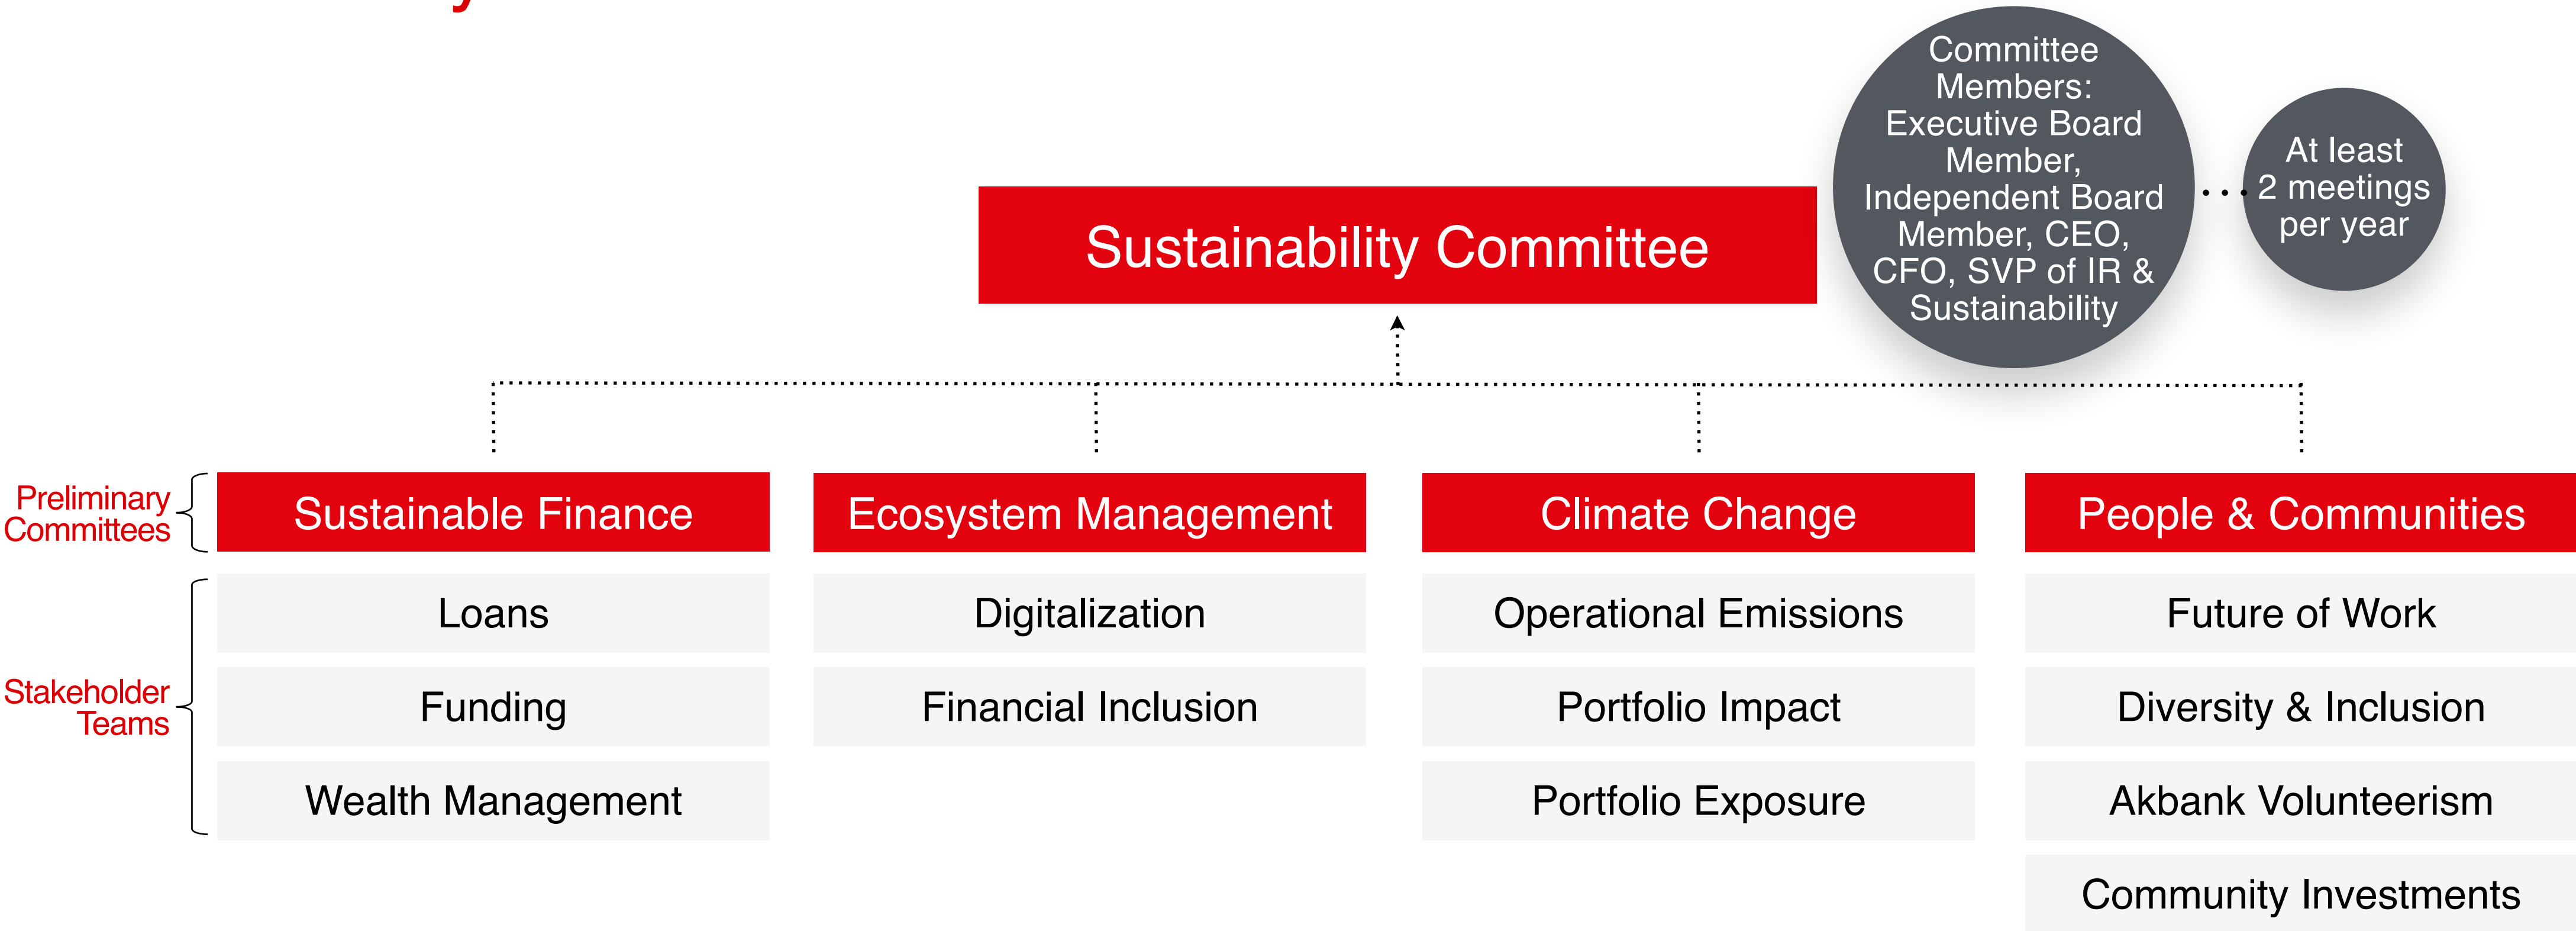 Committee
Members:
Executive Board
Member,
Independent Board
Member, CEO,
CFO, SVP of IR &
Sustainability
At least
2 meetings
per year
Sustainability Committee
Preliminary
Committees
Sustainable Finance
Ecosystem Management
Climate Change
People & Communities
Stakeholder
Teams
Loans
Funding
Wealth Management
Digitalization
Financial Inclusion
Operational Emissions
Portfolio Impact
Portfolio Exposure
Future of Work
Diversity & Inclusion
Akbank Volunteerism
Community Investments